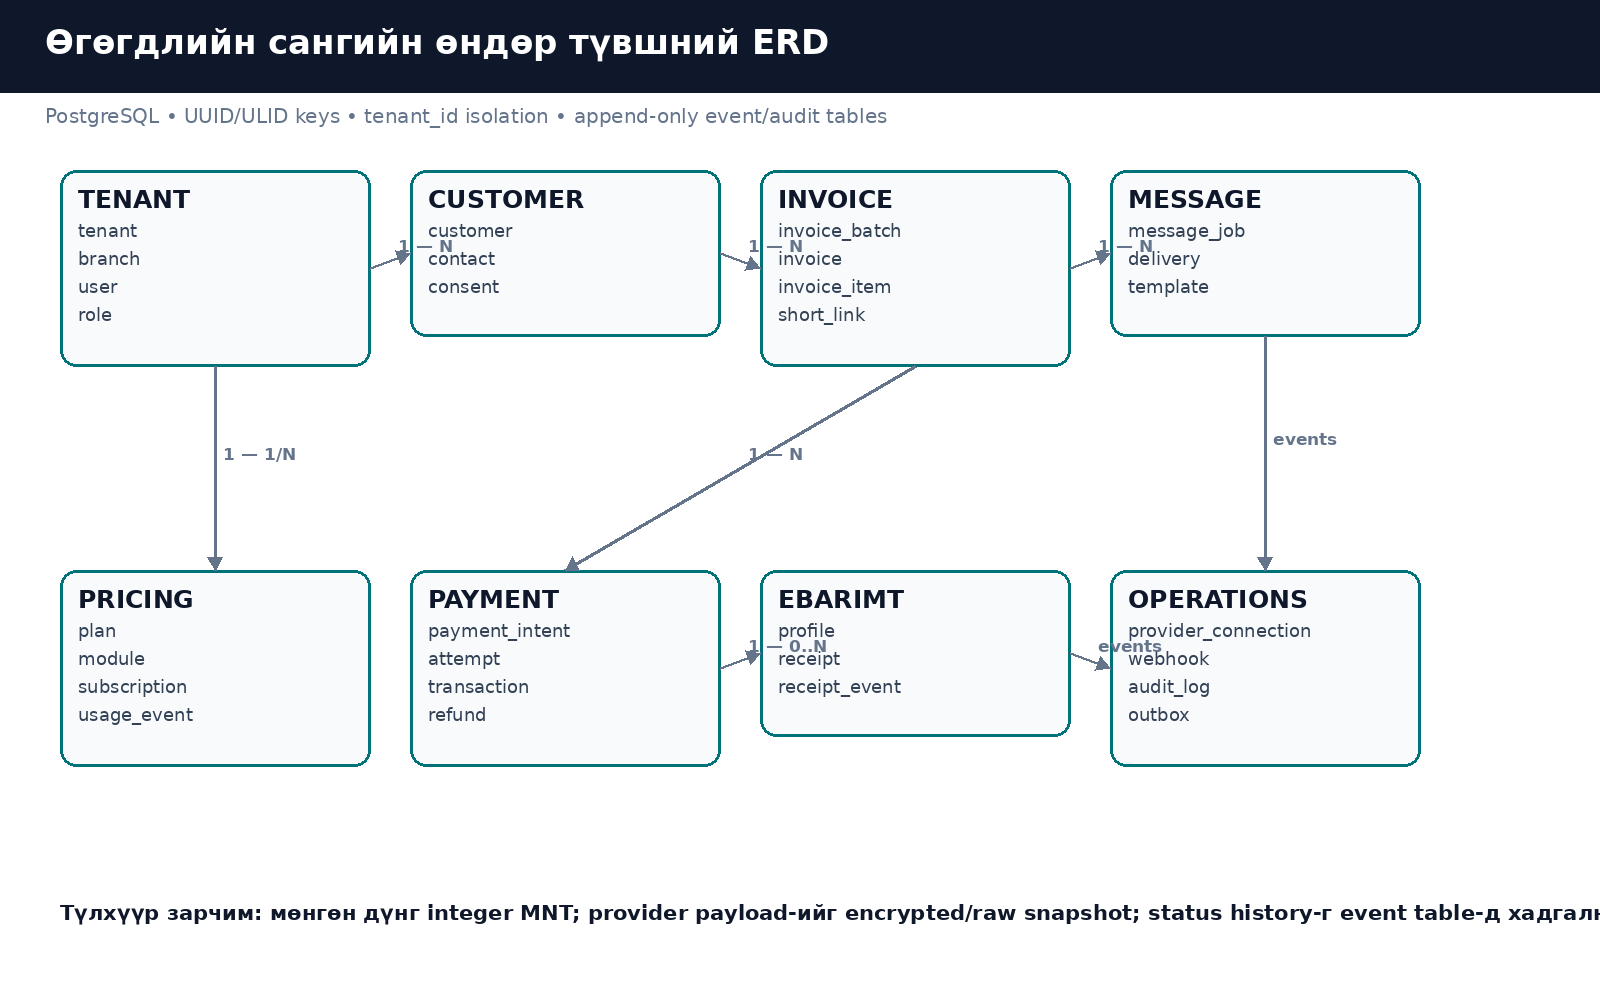 Өгөгдлийн сангийн өндөр түвшний ERD
PostgreSQL • UUID/ULID keys • tenant_id isolation • append-only event/audit tables
TENANT
tenant
branch
user
role
1 — N
CUSTOMER
customer
contact
consent
1 — N
INVOICE
invoice_batch
invoice
invoice_item
short_link
1 — N
MESSAGE
message_job
delivery
template
1 — 1/N
1 — N
events
PRICING
plan
module
subscription
usage_event
PAYMENT
payment_intent
attempt
transaction
refund
1 — 0..N
EBARIMT
profile
receipt
receipt_event
events
OPERATIONS
provider_connection
webhook
audit_log
outbox
Түлхүүр зарчим: мөнгөн дүнг integer MNT; provider payload-ийг encrypted/raw snapshot; status history-г event table-д